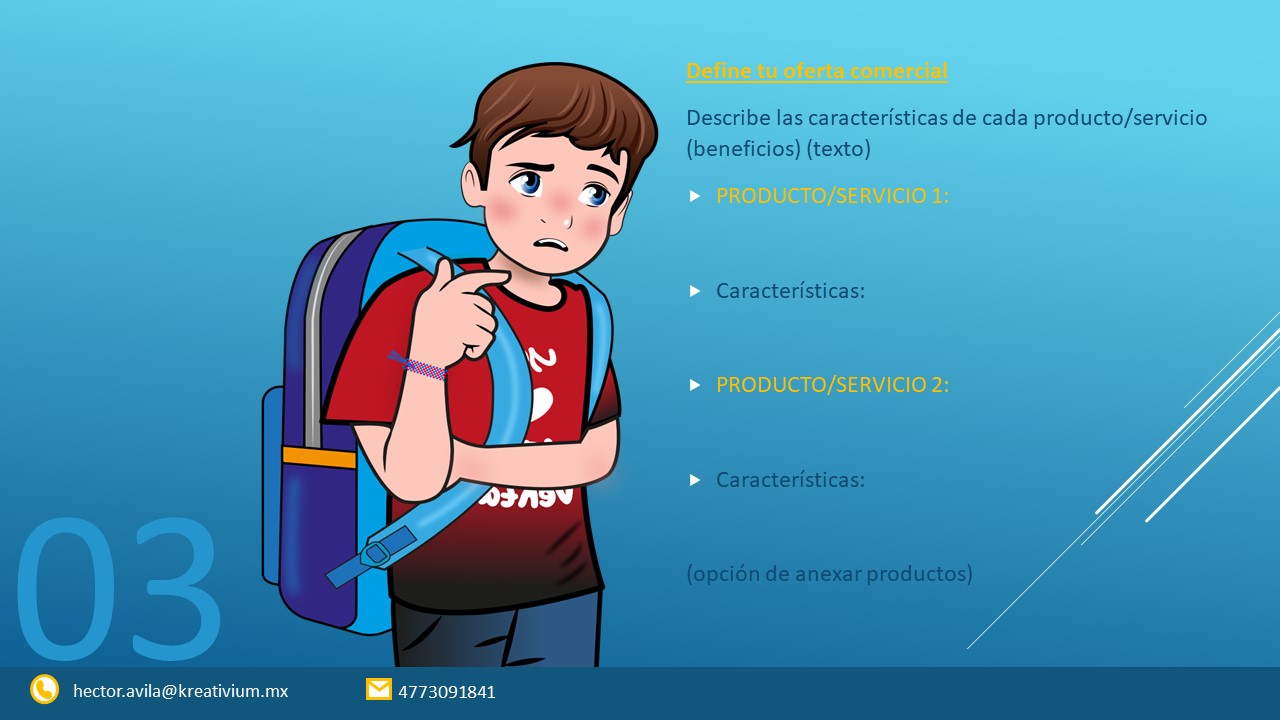 Define tu oferta comercial
Describe las características de cada producto/servicio
(beneficios) (texto)
PRODUCTO/SERVICIO 1:
Características:
PRODUCTO/SERVICIO 2:
Características:
(opción de anexar productos)
03
hector.avila@kreativium.mx
4773091841